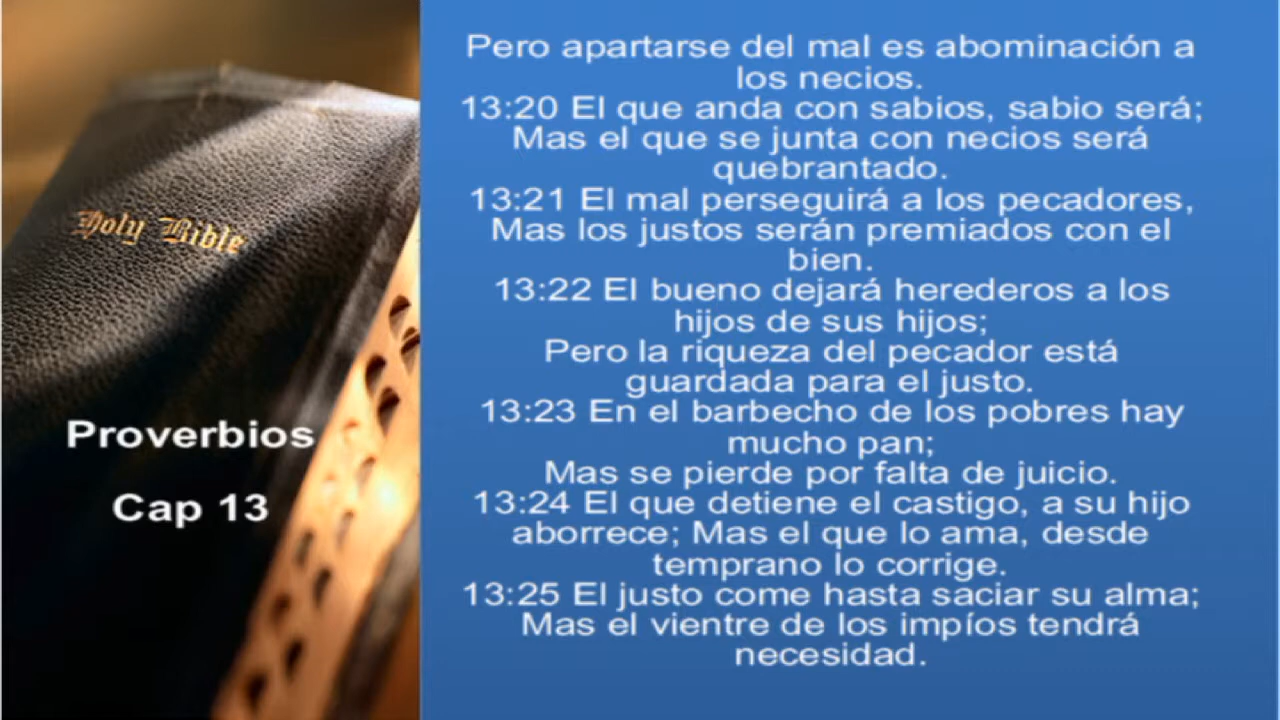 Holy Bible
Proverbios
Cap 13
Pero apartarse del mal es abominación a
los necios.
13:20 El que anda con sabios, sabio será;
Mas el que se junta con necios será
quebrantado.
13:21 El mal perseguirá a los pecadores,
Mas los justos serán premiados con el
bien.
13:22 El bueno dejará herederos a los
hijos de sus hijos;
Pero la riqueza del pecador está
guardada para el justo.
13:23 En el barbecho de los pobres hay
mucho pan;
Mas se pierde por falta de juicio.
13:24 El que detiene el castigo, a su hijo
aborrece; Mas el que lo ama, desde
temprano lo corrige.
13:25 El justo come hasta saciar su alma;
Mas el vientre de los impíos tendrá
necesidad.